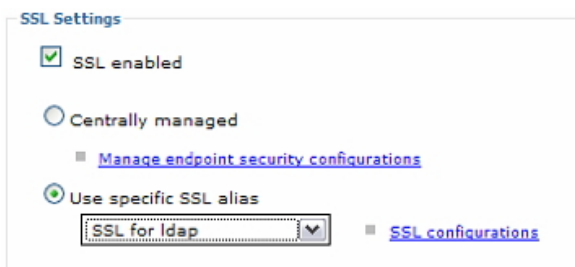 SSL Settings
SSL enabled
Centrally managed
Manage endpoint security configurations
Use specific SSL alias
SSL for ldap
SSL configurations